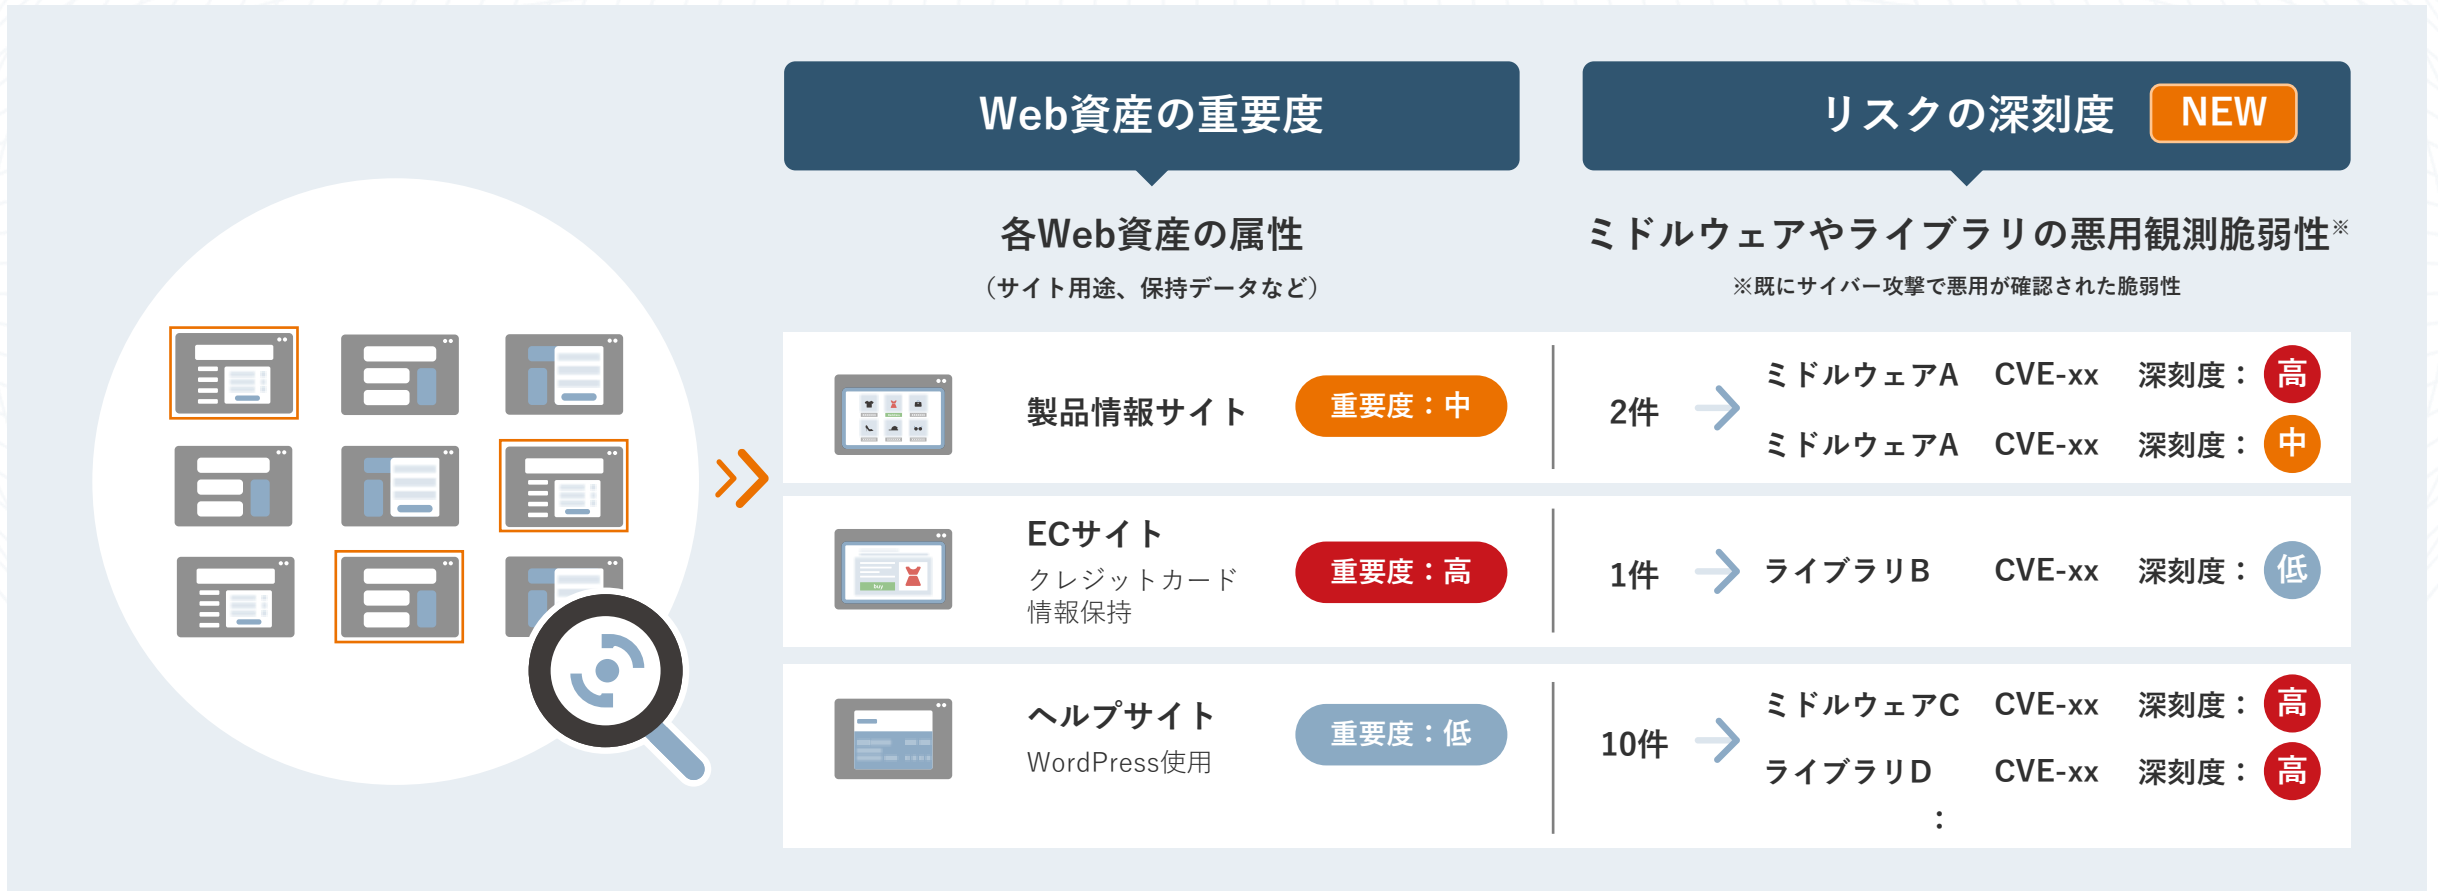 Web資産の重要度
リスクの深刻度 NEW
各Web資産の属性
(サイト用途、保持データなど)
ミドルウェアやライブラリの悪用観測脆弱性※
※既にサイバー攻撃で悪用が確認された脆弱性
製品情報サイト
重要度：中
2件
ミドルウェアA CVE-xx 深刻度： 高
ミドルウェアA CVE-xx 深刻度： 中
ECサイト
クレジットカード
情報保持
buy
重要度：高
1件
ライブラリB CVE-xx 深刻度： 低
ヘルプサイト
WordPress使用
重要度：低
10件
ミドルウェアC CVE-xx 深刻度： 高
ライブラリD CVE-xx 深刻度： 高
：